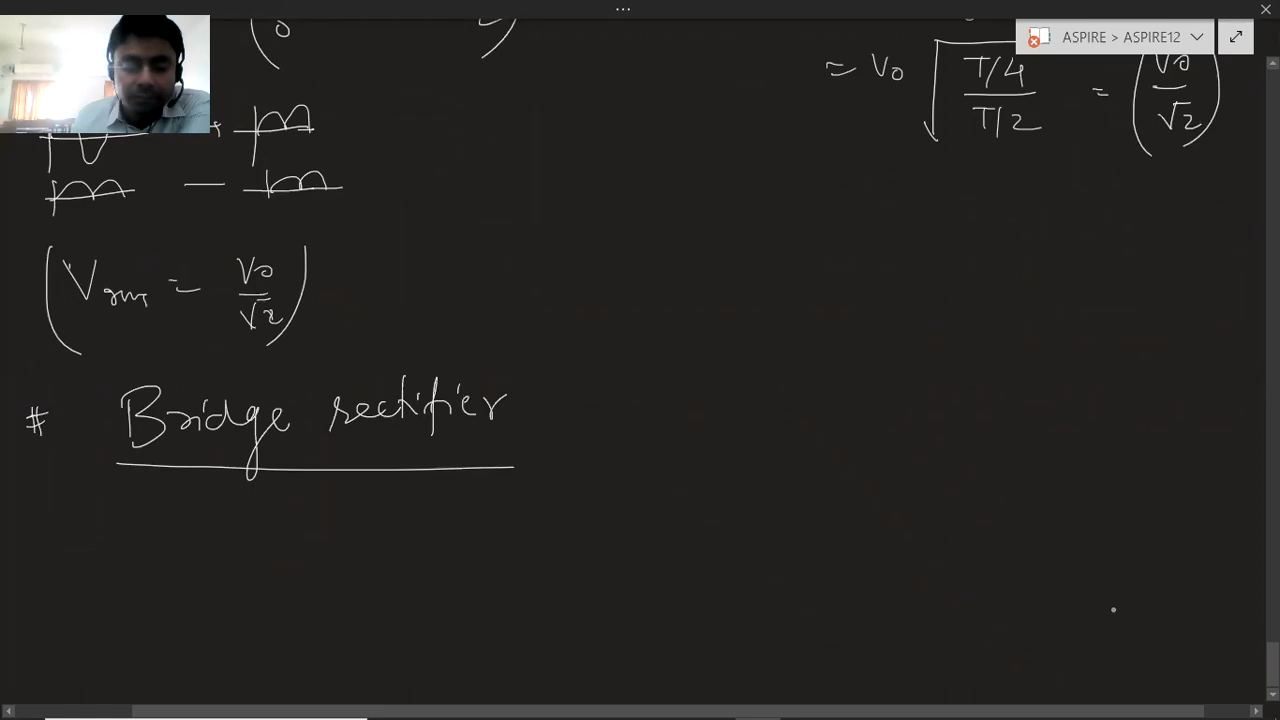 ...
ASPIRE > ASPIRE12
= V₀ √((T/4)/(T/2)) = (V₀/√2)
(Vrms = V₀/√2)
# Bridge rectifier